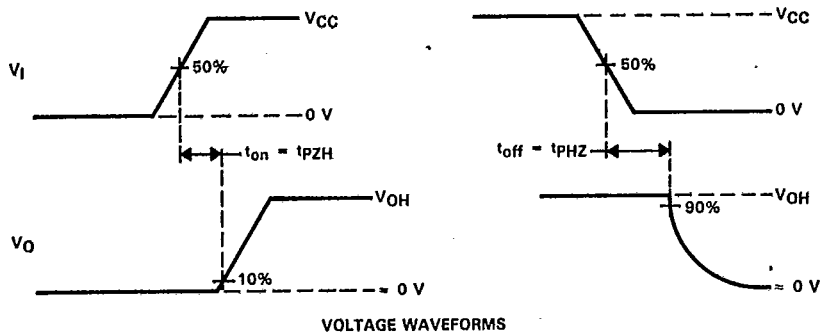 VCC
VCC
VI
50%
50%
0 V
0 V
ton = tPZH
toff = tPHZ
VOH
VOH
90%
VO
10%
≈ 0 V
≈ 0 V
VOLTAGE WAVEFORMS